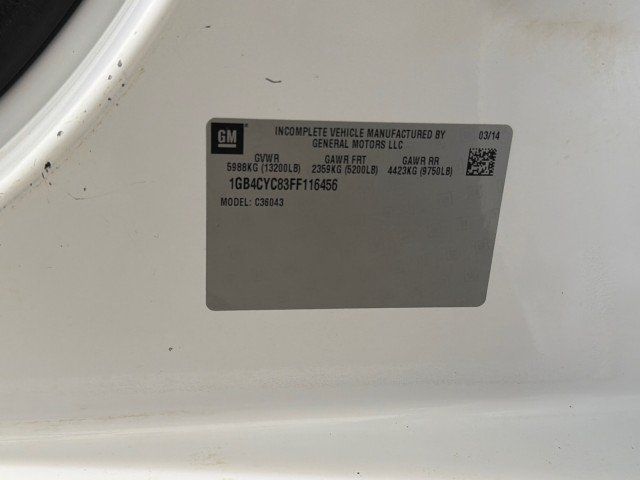 GM INCOMPLETE VEHICLE MANUFACTURED BY 03/14
GENERAL MOTORS LLC
GVWR GAWR FRT GAWR RR
5988KG (13200LB) 2359KG (5200LB) 4423KG (9750LB)
1GB4CYC83FF116456
MODEL: C36043